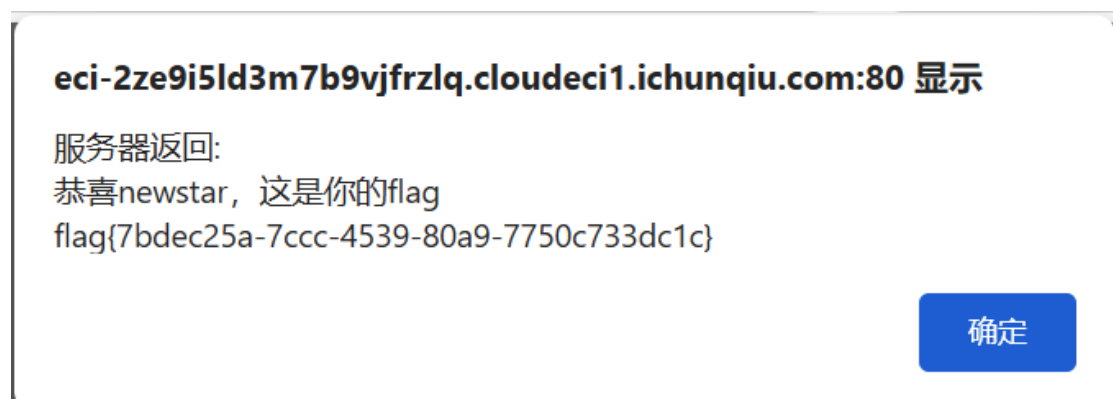 eci-2ze9i5ld3m7b9vjfrzlq.cloudeci1.ichunqiu.com:80 显示
服务器返回:
恭喜newstar，这是你的flag
flag{7bdec25a-7ccc-4539-80a9-7750c733dc1c}
确定